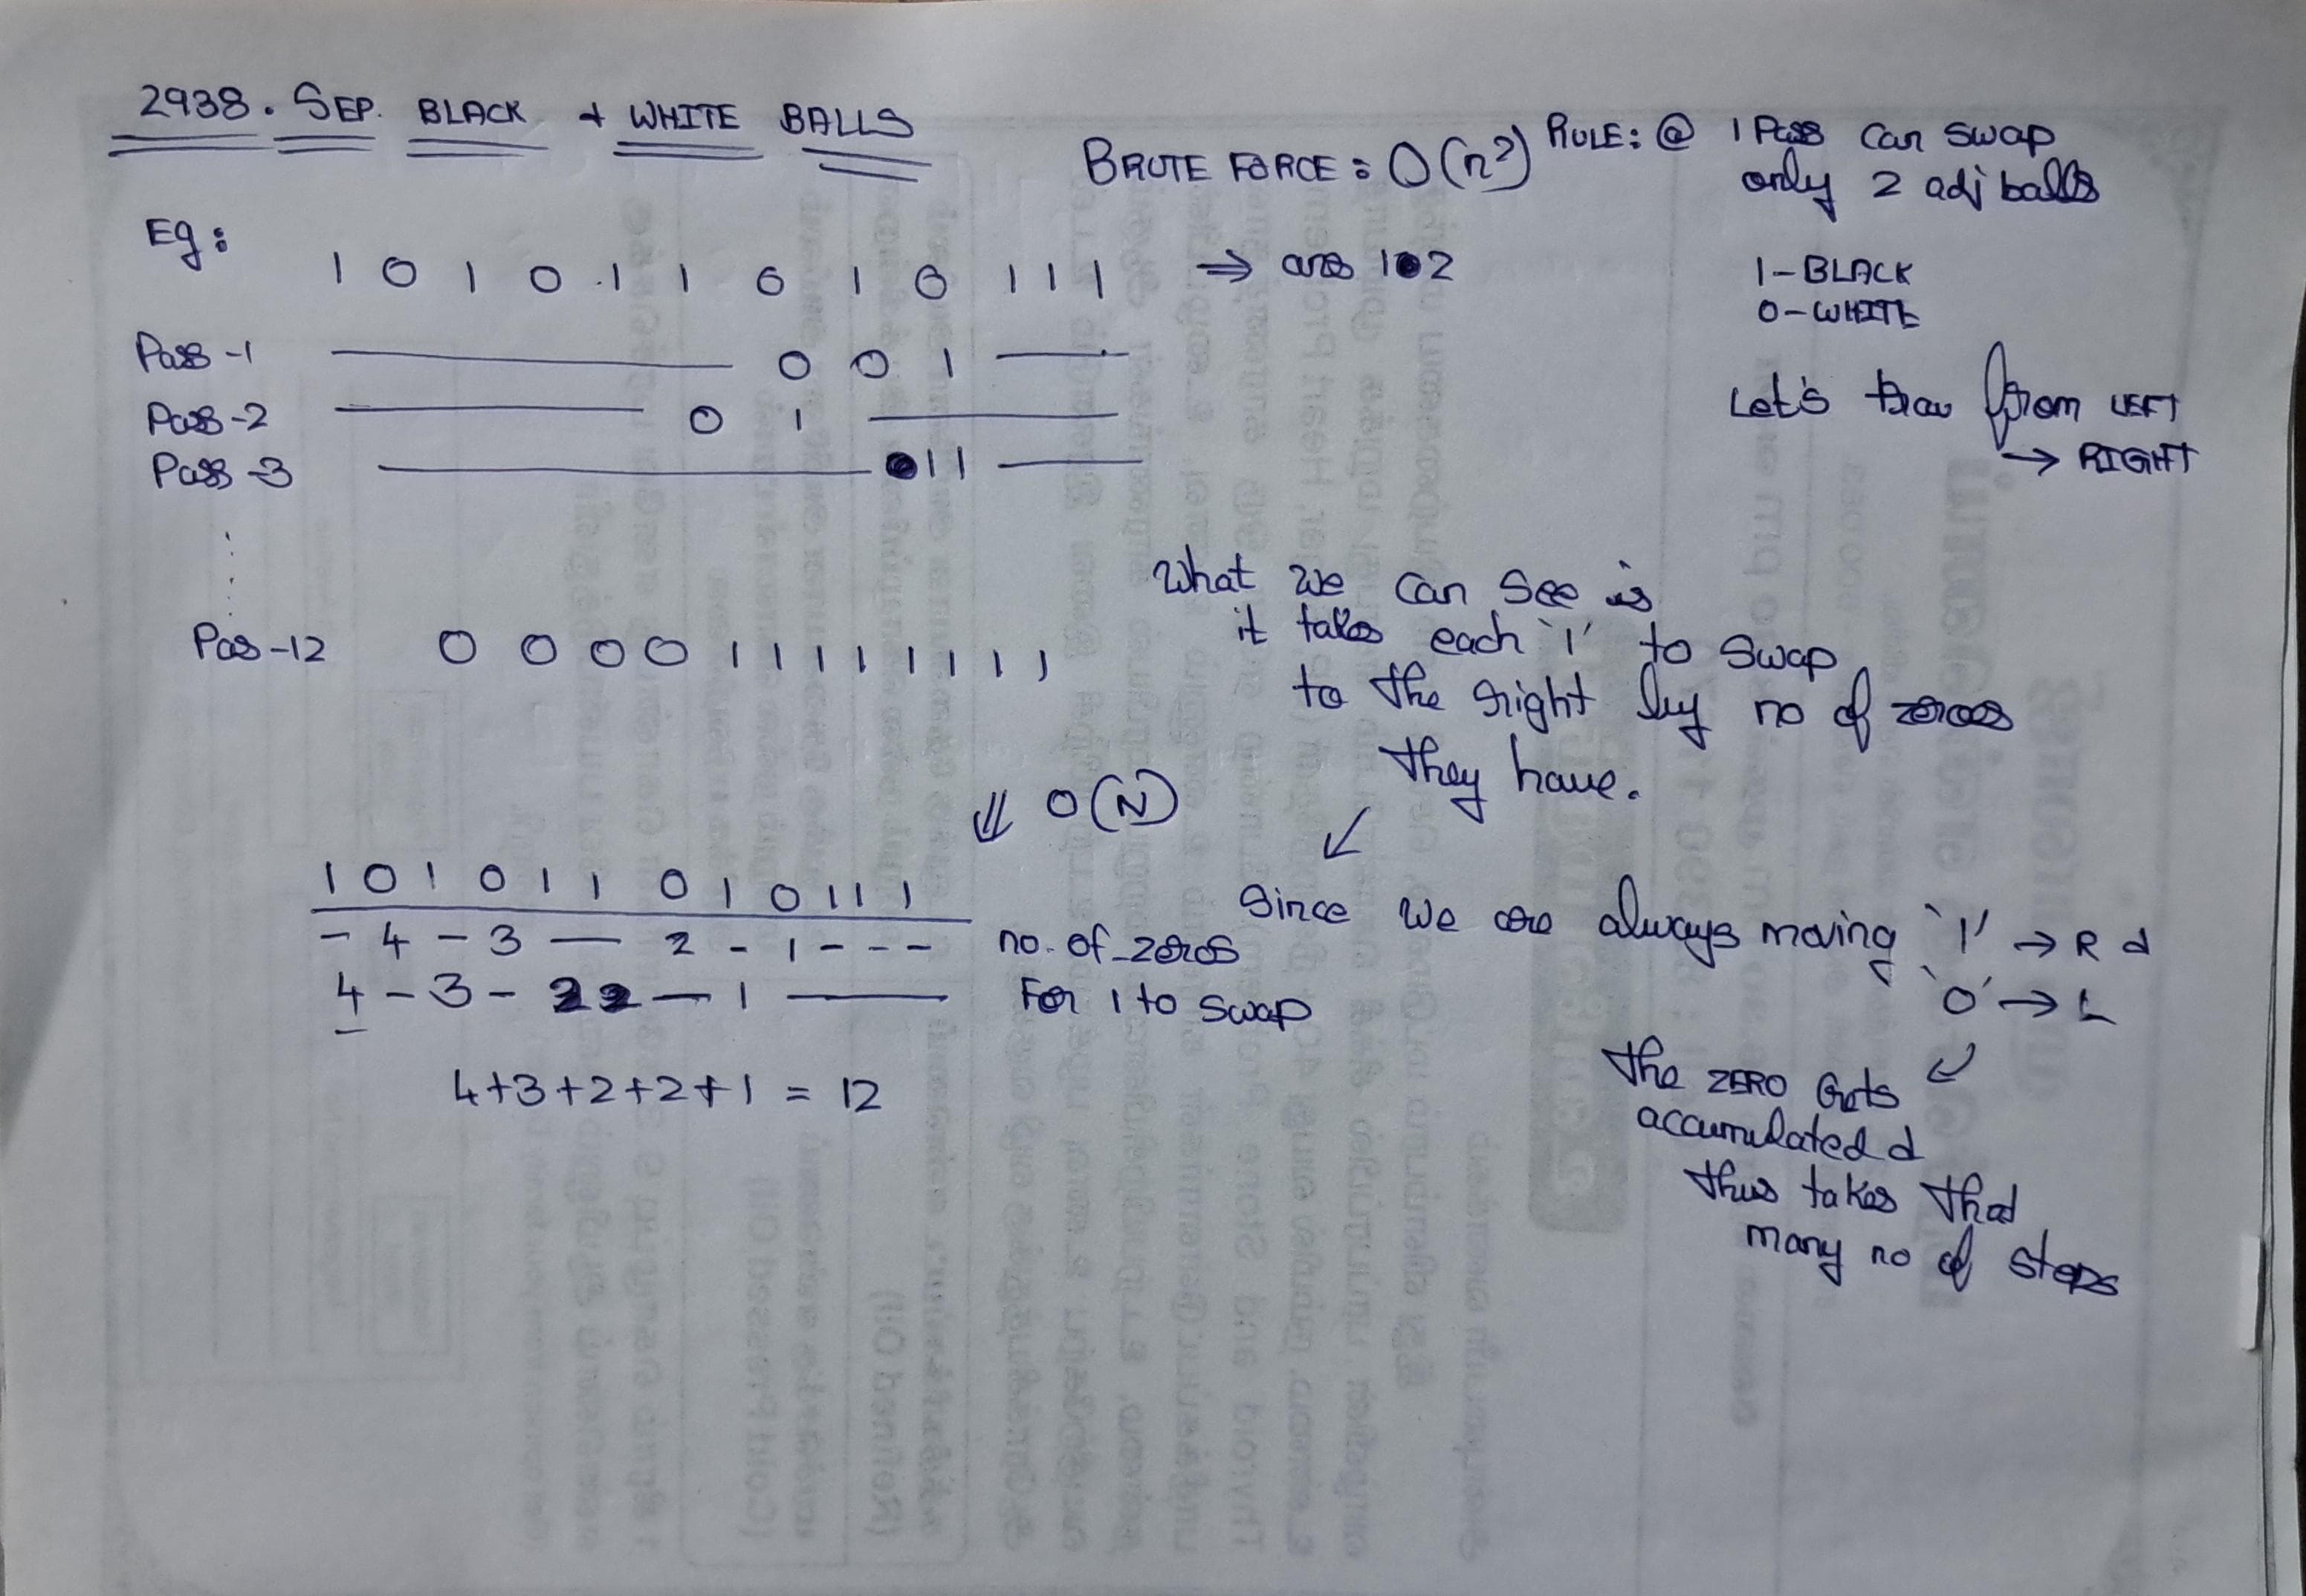 2938. SEP. BLACK & WHITE BALLS
BRUTE FORCE: O(n²)
RULE: @ 1 Pass can swap
only 2 adj balls
Eg:
1 0 1 0 1 1 0 1 0 1 1 1 ⇒ ans 12
1 - BLACK
0 - WHITE
Pass -1 0 0 1
Pass -2 0 1
Pass -3 11
Let's trav from LEFT
→ RIGHT
Pas -12 0 0 0 0 1 1 1 1 1 1 1 1
What we can see is
it takes each '1' to swap
to the right by no of zeroes
they have.
⇓ O(N)
1 0 1 0 1 1 0 1 0 1 1 1
- 4 - 3 — 2 - 1 - - - no. of zeros
4 - 3 - 2 2 — 1 — For 1 to swap
4+3+2+2+1 = 12
Since we are always moving '1' → R &
'0' → L
The ZERO Gets
accumulated &
thus takes that
many no of steps